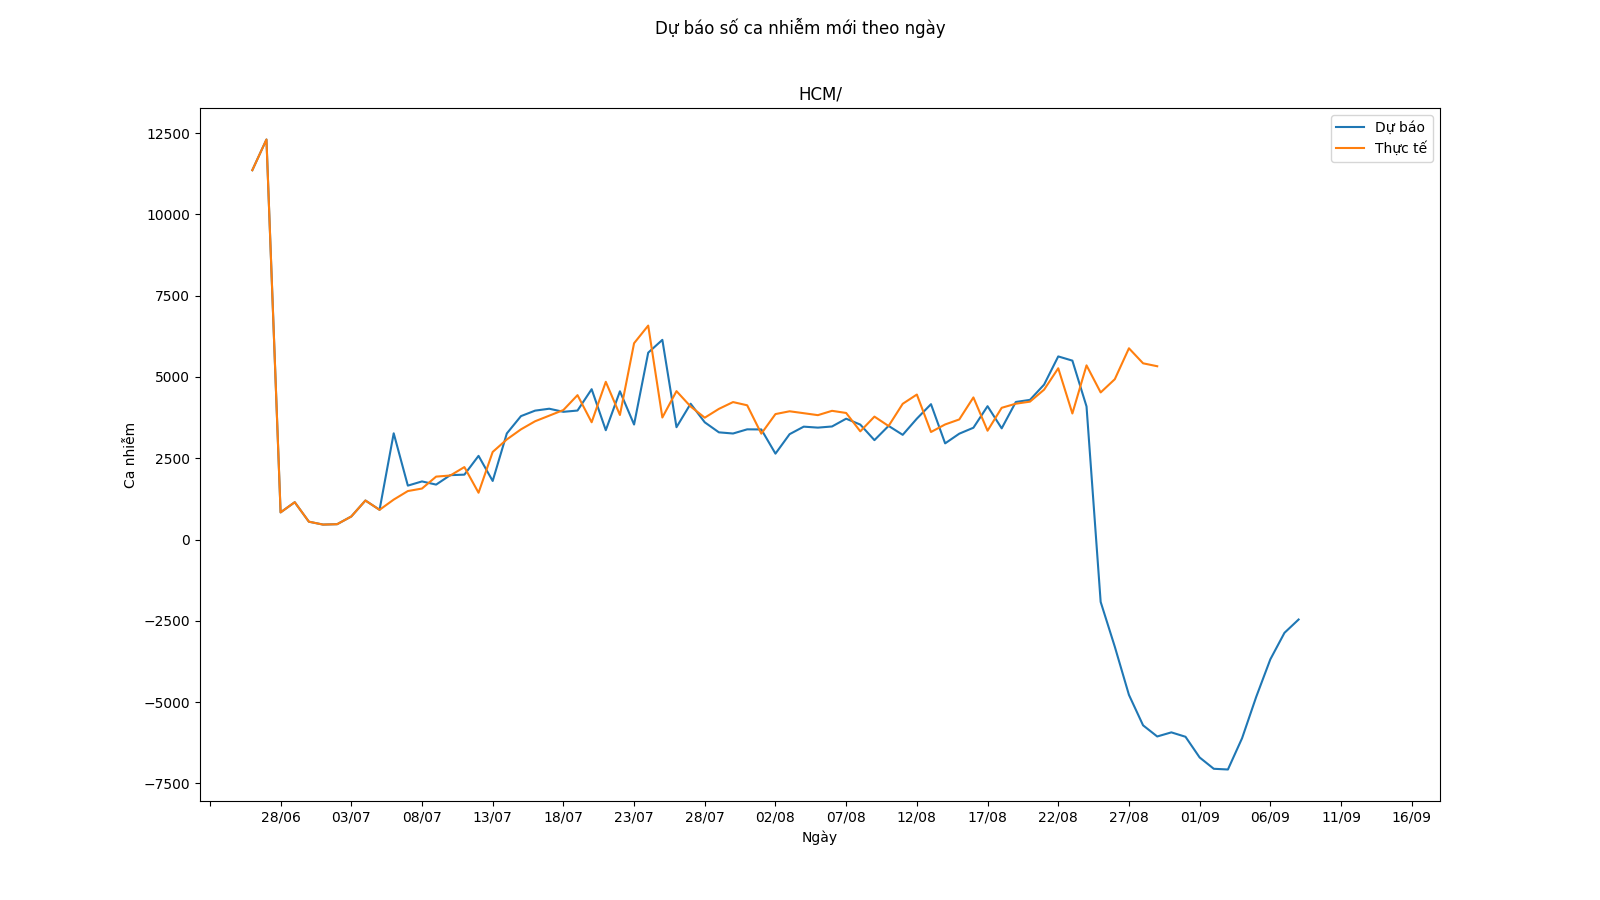 Dự báo số ca nhiễm mới theo ngày
HCM/
Dự báo
Thực tế
12500
10000
7500
5000
2500
0
−2500
−5000
−7500
Ca nhiễm
28/06 03/07 08/07 13/07 18/07 23/07 28/07 02/08 07/08 12/08 17/08 22/08 27/08 01/09 06/09 11/09 16/09
Ngày